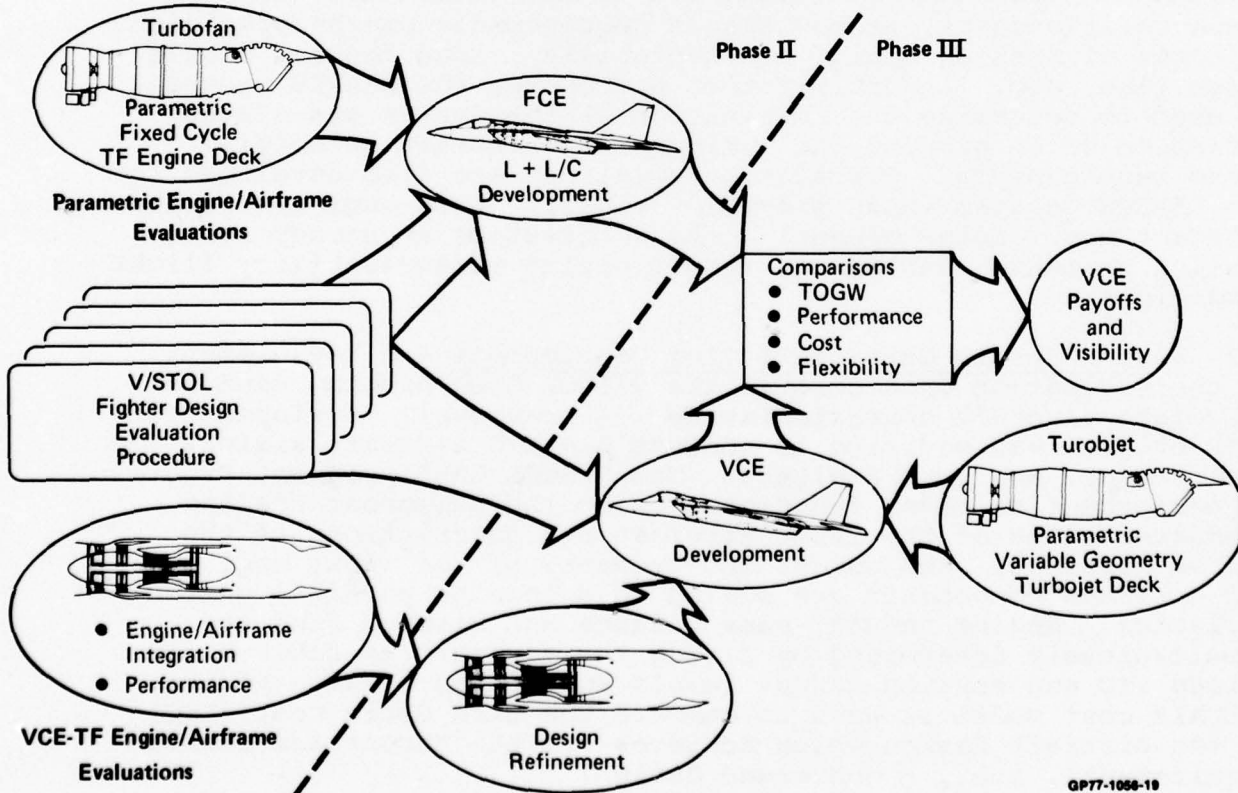 Turbofan
Parametric
Fixed Cycle
TF Engine Deck
Parametric Engine/Airframe
Evaluations
FCE
L + L/C
Development
Phase II
Phase III
Comparisons
● TOGW
● Performance
● Cost
● Flexibility
VCE
Payoffs
and
Visibility
V/STOL
Fighter Design
Evaluation
Procedure
VCE
Development
Turobjet
Parametric
Variable Geometry
Turbojet Deck
● Engine/Airframe
Integration
● Performance
VCE-TF Engine/Airframe
Evaluations
Design
Refinement
GP77-1056-19